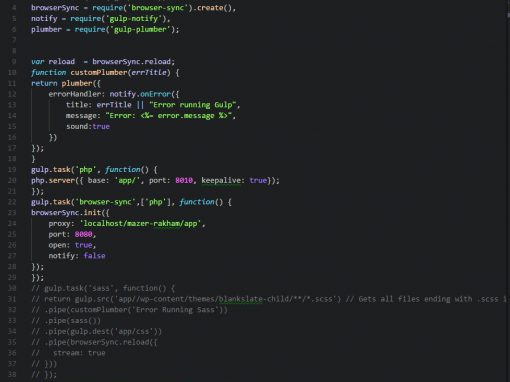 4 browserSync = require('browser-sync').create(),
5 notify = require('gulp-notify'),
6 plumber = require('gulp-plumber');
7
8
9 var reload  = browserSync.reload;
10 function customPlumber(errTitle) {
11 return plumber({
12     errorHandler: notify.onError({
13         title: errTitle || "Error running Gulp",
14         message: "Error: <%= error.message %>",
15         sound:true
16     })
17 });
18 }
19 gulp.task('php', function() {
20 php.server({ base: 'app/', port: 8010, keepalive: true});
21 });
22 gulp.task('browser-sync',['php'], function() {
23 browserSync.init({
24     proxy: 'localhost/mazer-rakham/app',
25     port: 8080,
26     open: true,
27     notify: false
28 });
29 });
30 // gulp.task('sass', function() {
31 // return gulp.src('app//wp-content/themes/blankslate-child/**/*.scss') // Gets all files ending with .scss i
32 // .pipe(customPlumber('Error Running Sass'))
33 // .pipe(sass())
34 // .pipe(gulp.dest('app/css'))
35 // .pipe(browserSync.reload({
36 //   stream: true
37 // }))
38 // });